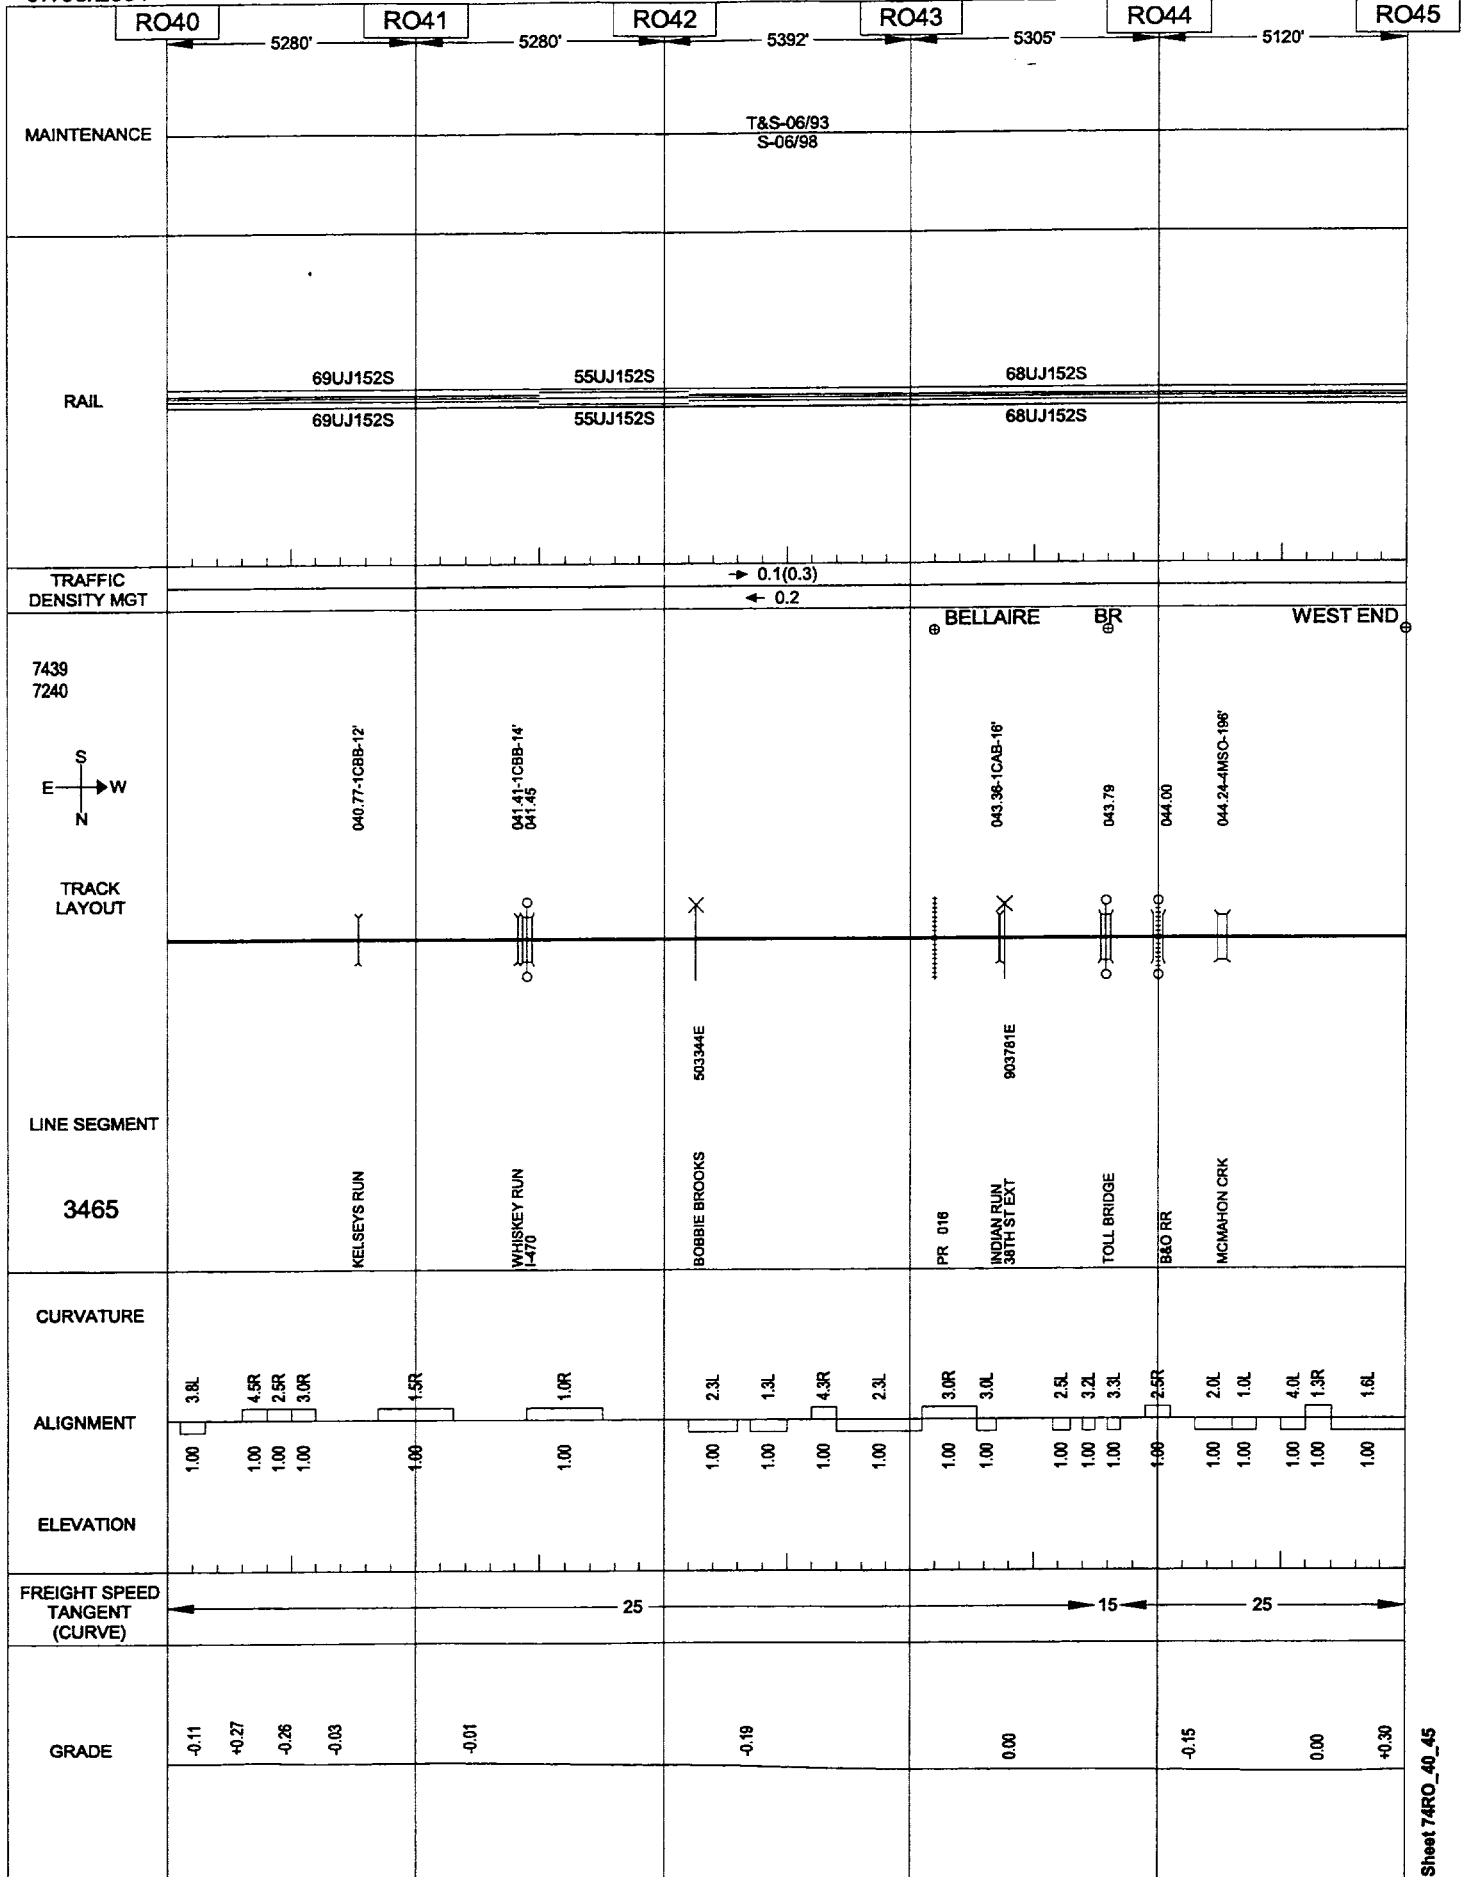 RO40 RO41 RO42 RO43 RO44 RO45
5280' 5280' 5392' 5305' 5120'
MAINTENANCE
T&S-06/93
S-06/98
69UJ152S 55UJ152S 68UJ152S
RAIL
69UJ152S 55UJ152S 68UJ152S
TRAFFIC
DENSITY MGT
→ 0.1(0.3)
← 0.2
BELLAIRE BR WEST END
7439
7240
S
E W
N
040.77-1CBB-12'
041.41-1CBB-14'
041.45
043.36-1CAB-16'
043.79
044.00
044.24-4MSO-196'
TRACK
LAYOUT
503344E
903781E
LINE SEGMENT
3465
KELSEYS RUN
WHISKEY RUN
I-470
BOBBIE BROOKS
PR 016
INDIAN RUN
38TH ST EXT
TOLL BRIDGE
B&O RR
MCMAHON CRK
CURVATURE
3.8L 4.5R 2.5R 3.0R 1.5R 1.0R 2.3L 1.3L 4.3R 2.3L 3.0R 3.0L 2.5L 3.2L 3.3L 2.5R 2.0L 1.0L 4.0L 1.3R 1.6L
ALIGNMENT
1.00 1.00 1.00 1.00 1.00 1.00 1.00 1.00 1.00 1.00 1.00 1.00 1.00 1.00 1.00 1.00 1.00 1.00 1.00 1.00 1.00
ELEVATION
FREIGHT SPEED
TANGENT
(CURVE)
25 15 25
GRADE
-0.11 +0.27 -0.26 -0.03 -0.01 -0.19 0.00 -0.15 0.00 +0.30
Sheet 74RO_40_45